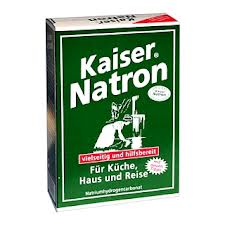 Kaiser
Natron
vielseitig und hilfsbereit
Für Küche,
Haus und Reise
Natriumhydrogencarbonat